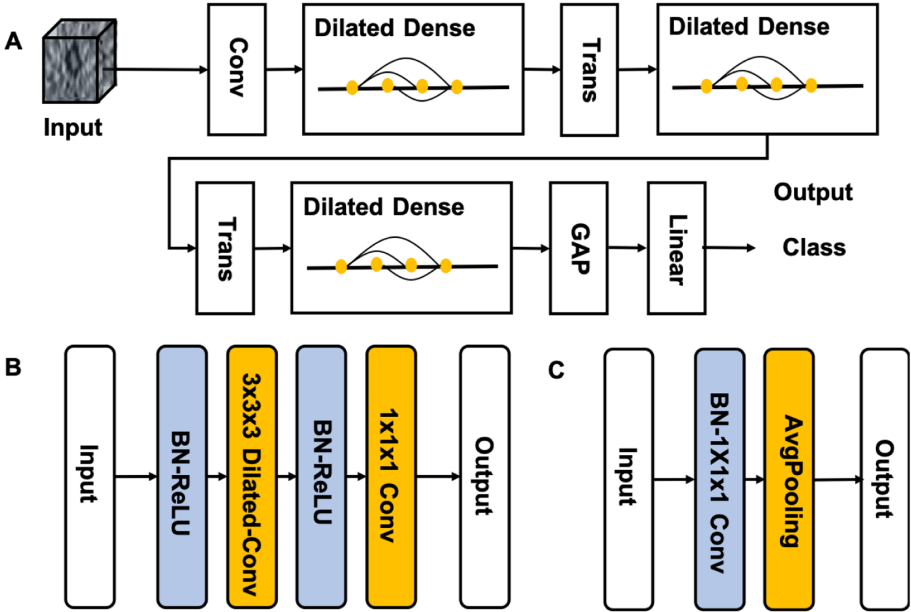 A
Input
Conv
Dilated Dense
Trans
Dilated Dense
Trans
Dilated Dense
GAP
Linear
Output
Class
B
Input
BN-ReLU
3x3x3 Dilated-Conv
BN-ReLU
1x1x1 Conv
Output
C
Input
BN-1X1x1 Conv
AvgPooling
Output